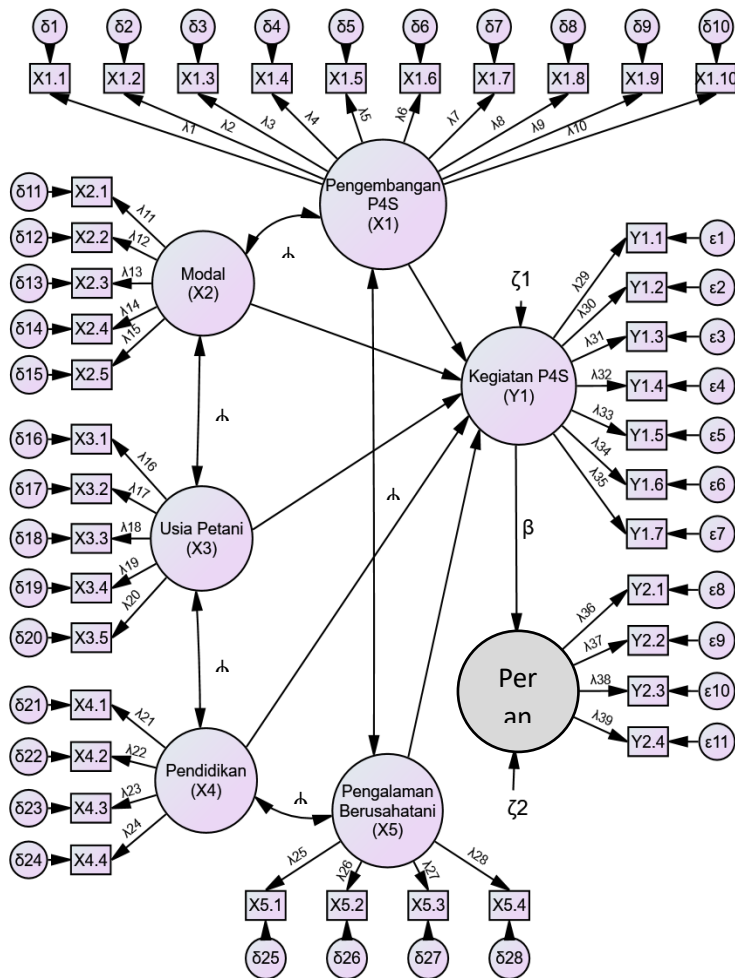 δ1 δ2 δ3 δ4 δ5 δ6 δ7 δ8 δ9 δ10
X1.1 X1.2 X1.3 X1.4 X1.5 X1.6 X1.7 X1.8 X1.9 X1.10
λ1 λ2 λ3 λ4 λ5 λ6 λ7 λ8 λ9 λ10
Pengembangan
P4S
(X1)
δ11 X2.1 λ11
δ12 X2.2 λ12
δ13 X2.3 λ13
δ14 X2.4 λ14
δ15 X2.5 λ15
Modal
(X2)
δ16 X3.1 λ16
δ17 X3.2 λ17
δ18 X3.3 λ18
δ19 X3.4 λ19
δ20 X3.5 λ20
Usia Petani
(X3)
δ21 X4.1 λ21
δ22 X4.2 λ22
δ23 X4.3 λ23
δ24 X4.4 λ24
Pendidikan
(X4)
Pengalaman
Berusahatani
(X5)
λ25 λ26 λ27 λ28
X5.1 X5.2 X5.3 X5.4
δ25 δ26 δ27 δ28
ζ1
Kegiatan P4S
(Y1)
λ29 Y1.1 ε1
λ30 Y1.2 ε2
λ31 Y1.3 ε3
λ32 Y1.4 ε4
λ33 Y1.5 ε5
λ34 Y1.6 ε6
λ35 Y1.7 ε7
β
Per
an
ζ2
λ36 Y2.1 ε8
λ37 Y2.2 ε9
λ38 Y2.3 ε10
λ39 Y2.4 ε11